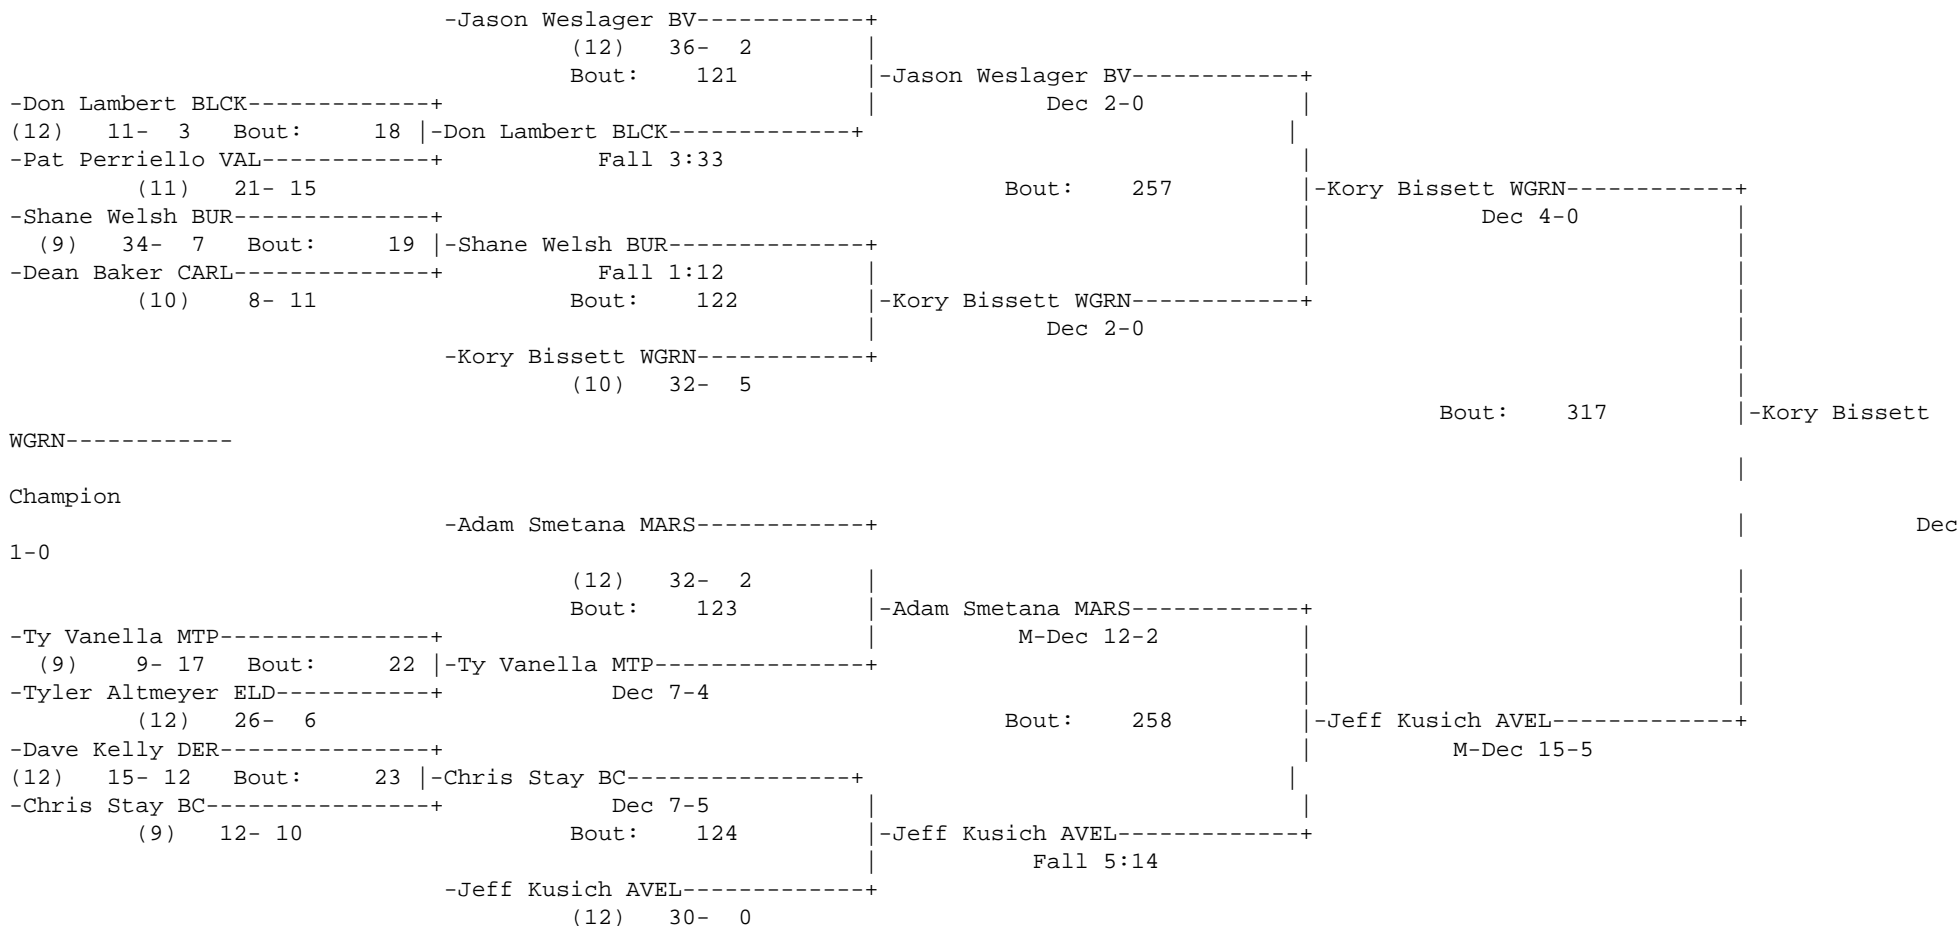 -Jason Weslager BV------------+
(12) 36- 2 |
Bout: 121 |-Jason Weslager BV------------+
-Don Lambert BLCK-------------+ | Dec 2-0 |
(12) 11- 3 Bout: 18 |-Don Lambert BLCK-------------+ |
-Pat Perriello VAL------------+ Fall 3:33 |
(11) 21- 15 Bout: 257 |-Kory Bissett WGRN------------+
-Shane Welsh BUR--------------+ | Dec 4-0 |
(9) 34- 7 Bout: 19 |-Shane Welsh BUR--------------+ | |
-Dean Baker CARL--------------+ Fall 1:12 | | |
(10) 8- 11 Bout: 122 |-Kory Bissett WGRN------------+ |
| Dec 2-0 |
-Kory Bissett WGRN------------+ |
(10) 32- 5 |
Bout: 317 |-Kory Bissett
WGRN------------
|
Champion
-Adam Smetana MARS------------+ | Dec
1-0
(12) 32- 2 | |
Bout: 123 |-Adam Smetana MARS------------+ |
-Ty Vanella MTP---------------+ | M-Dec 12-2 | |
(9) 9- 17 Bout: 22 |-Ty Vanella MTP---------------+ | |
-Tyler Altmeyer ELD-----------+ Dec 7-4 | |
(12) 26- 6 Bout: 258 |-Jeff Kusich AVEL-------------+
-Dave Kelly DER---------------+ | M-Dec 15-5
(12) 15- 12 Bout: 23 |-Chris Stay BC----------------+ |
-Chris Stay BC----------------+ Dec 7-5 | |
(9) 12- 10 Bout: 124 |-Jeff Kusich AVEL-------------+
| Fall 5:14
-Jeff Kusich AVEL-------------+
(12) 30- 0